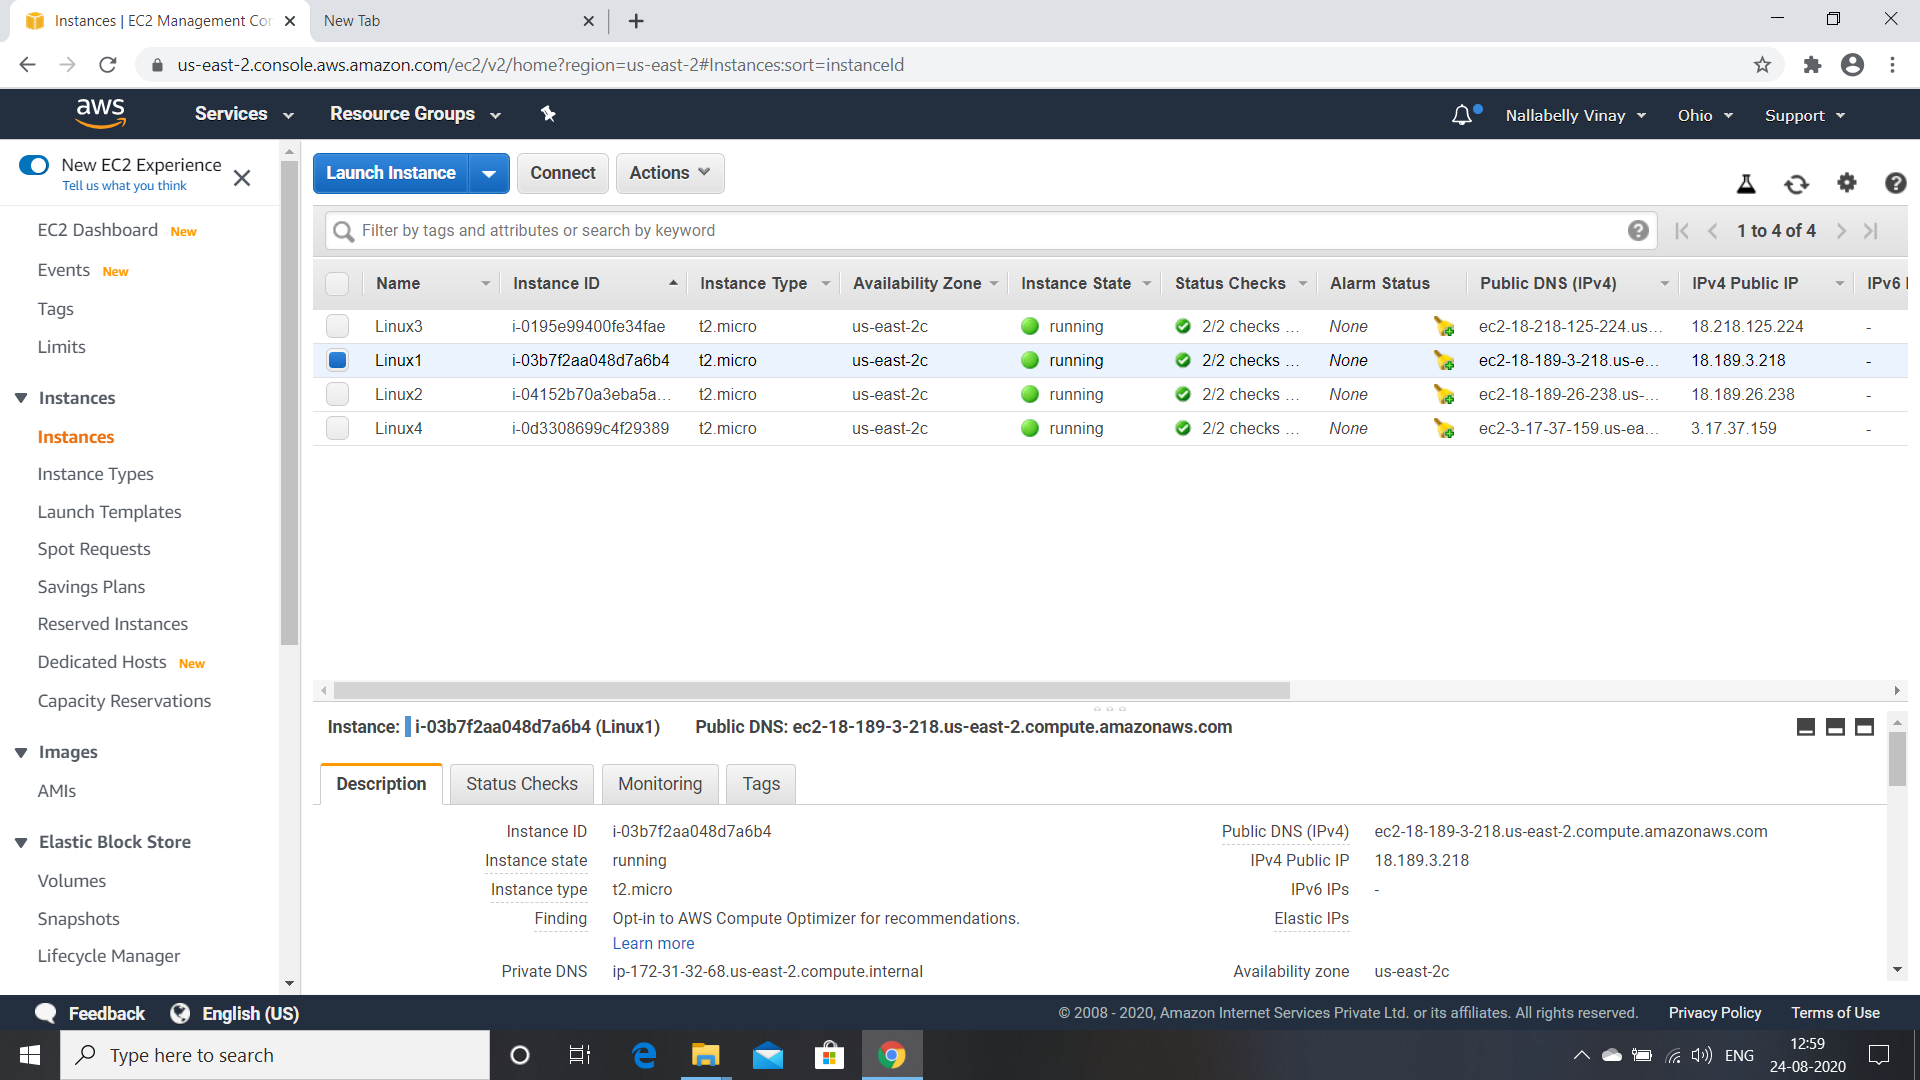 Instances | EC2 Management Con
New Tab
us-east-2.console.aws.amazon.com/ec2/v2/home?region=us-east-2#Instances:sort=instanceId
aws Services Resource Groups Nallabelly Vinay Ohio Support
New EC2 Experience
Tell us what you think
EC2 Dashboard New
Events New
Tags
Limits
Instances
Instances
Instance Types
Launch Templates
Spot Requests
Savings Plans
Reserved Instances
Dedicated Hosts New
Capacity Reservations
Images
AMIs
Elastic Block Store
Volumes
Snapshots
Lifecycle Manager
Launch Instance Connect Actions
Filter by tags and attributes or search by keyword
1 to 4 of 4
Name Instance ID Instance Type Availability Zone Instance State Status Checks Alarm Status Public DNS (IPv4) IPv4 Public IP IPv6 I
Linux3 i-0195e99400fe34fae t2.micro us-east-2c running 2/2 checks ... None ec2-18-218-125-224.us... 18.218.125.224 -
Linux1 i-03b7f2aa048d7a6b4 t2.micro us-east-2c running 2/2 checks ... None ec2-18-189-3-218.us-e... 18.189.3.218 -
Linux2 i-04152b70a3eba5a... t2.micro us-east-2c running 2/2 checks ... None ec2-18-189-26-238.us-... 18.189.26.238 -
Linux4 i-0d3308699c4f29389 t2.micro us-east-2c running 2/2 checks ... None ec2-3-17-37-159.us-ea... 3.17.37.159 -
Instance: i-03b7f2aa048d7a6b4 (Linux1) Public DNS: ec2-18-189-3-218.us-east-2.compute.amazonaws.com
Description Status Checks Monitoring Tags
Instance ID i-03b7f2aa048d7a6b4 Public DNS (IPv4) ec2-18-189-3-218.us-east-2.compute.amazonaws.com
Instance state running IPv4 Public IP 18.189.3.218
Instance type t2.micro IPv6 IPs -
Finding Opt-in to AWS Compute Optimizer for recommendations. Elastic IPs
Learn more
Private DNS ip-172-31-32-68.us-east-2.compute.internal Availability zone us-east-2c
Feedback English (US) © 2008 - 2020, Amazon Internet Services Private Ltd. or its affiliates. All rights reserved. Privacy Policy Terms of Use
Type here to search
ENG
12:59
24-08-2020